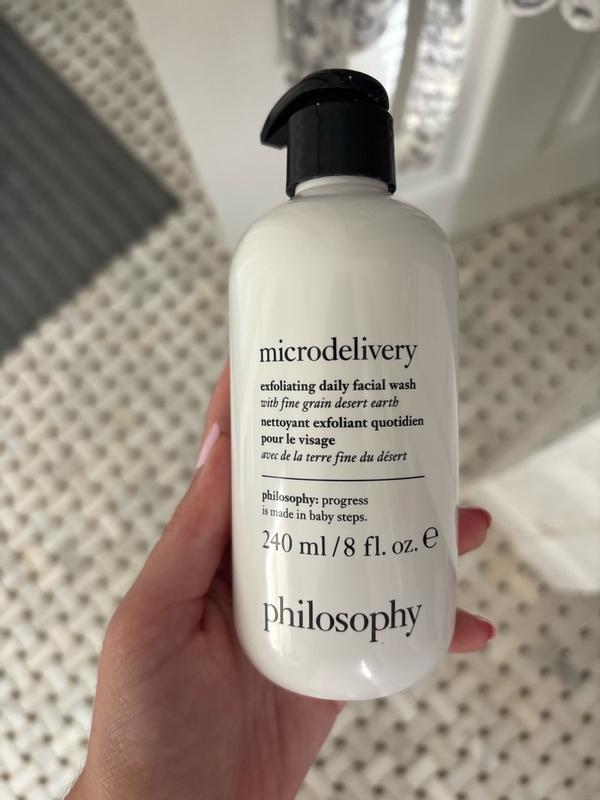 microdelivery
exfoliating daily facial wash
with fine grain desert earth
nettoyant exfoliant quotidien
pour le visage
avec de la terre fine du désert
philosophy: progress
is made in baby steps.
240 ml/8 fl. oz. ℮
philosophy